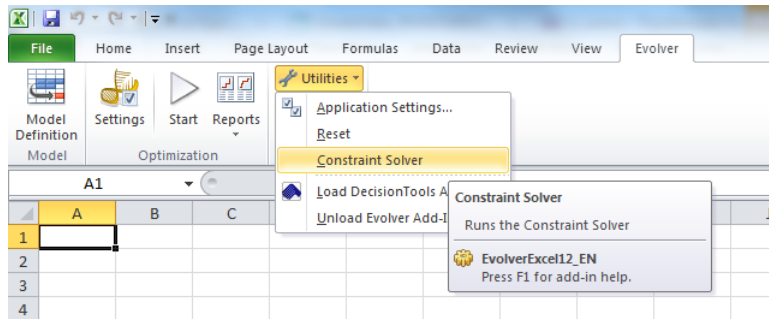 File Home Insert Page Layout Formulas Data Review View Evolver
Utilities
Model Definition
Settings
Start
Reports
Model
Optimization
Application Settings...
Reset
Constraint Solver
Load DecisionTools A
Unload Evolver Add-I
Constraint Solver
Runs the Constraint Solver
EvolverExcel12_EN
Press F1 for add-in help.
A1
A B C
1
2
3
4